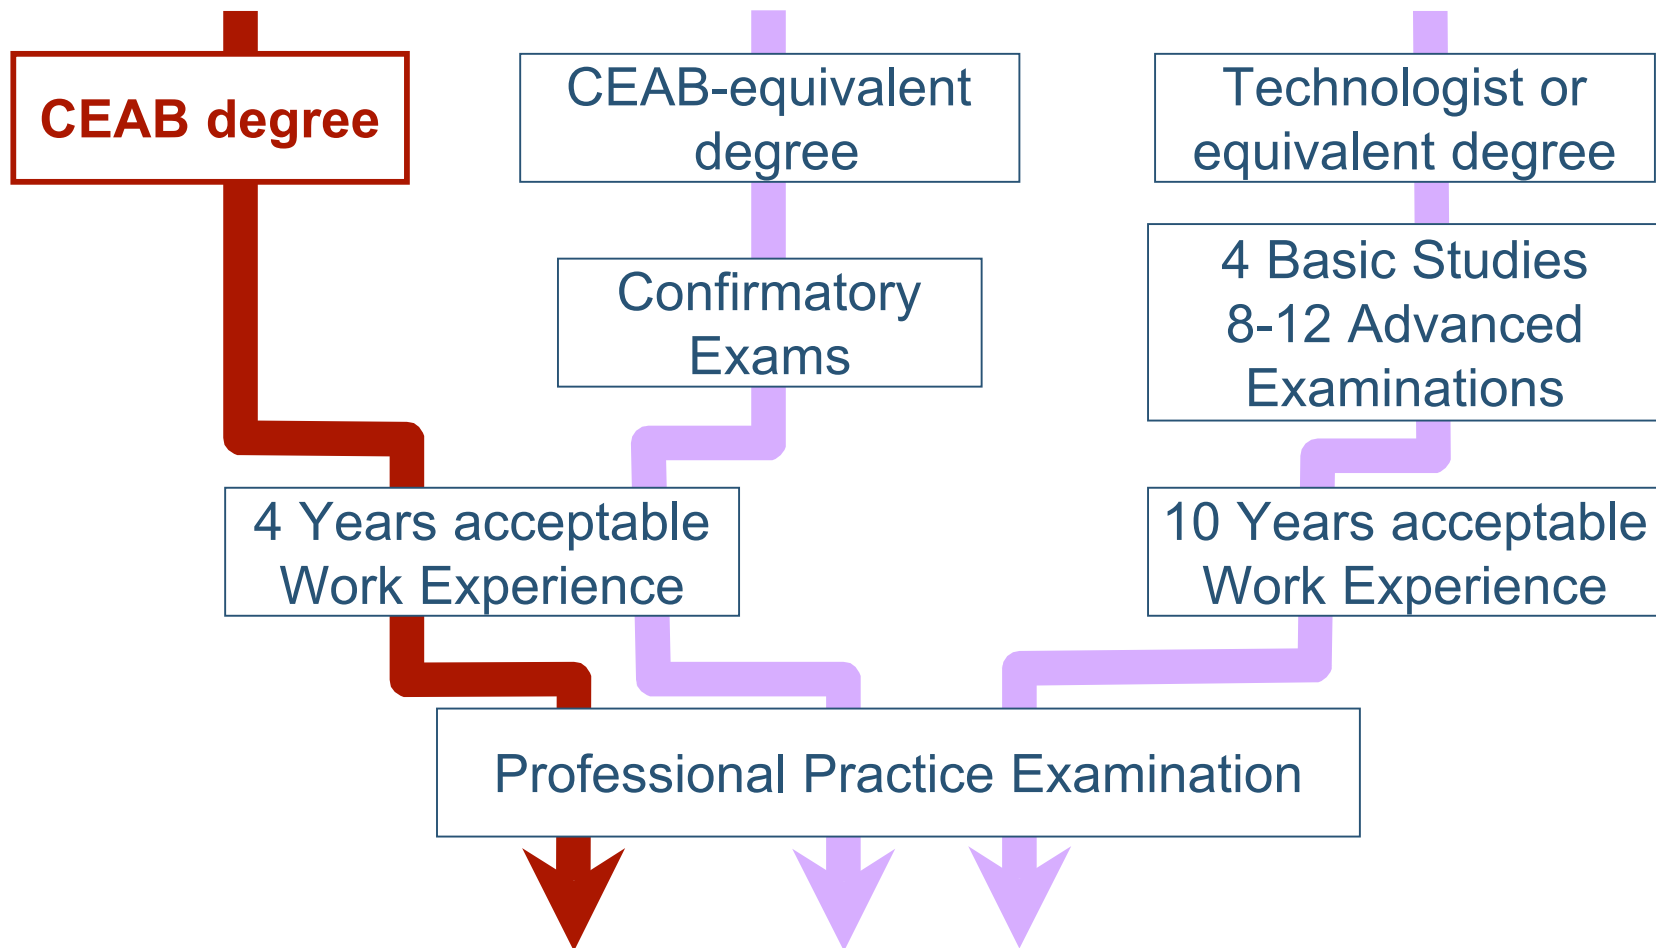 CEAB degree
CEAB-equivalent
degree
Technologist or
equivalent degree
Confirmatory
Exams
4 Basic Studies
8-12 Advanced
Examinations
4 Years acceptable
Work Experience
10 Years acceptable
Work Experience
Professional Practice Examination